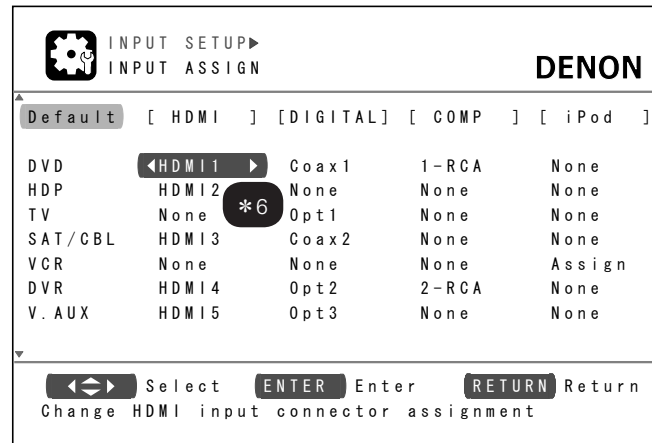 INPUT SETUP▶
INPUT ASSIGN
DENON
Default [ HDMI ] [DIGITAL] [ COMP ] [ iPod ]
DVD ◀HDMI1 ▶ Coax1 1-RCA None
HDP HDMI2 None None None
TV None Opt1 None None
SAT/CBL HDMI3 Coax2 None None
VCR None None None Assign
DVR HDMI4 Opt2 2-RCA None
V.AUX HDMI5 Opt3 None None
*6
Select ENTER Enter RETURN Return
Change HDMI input connector assignment